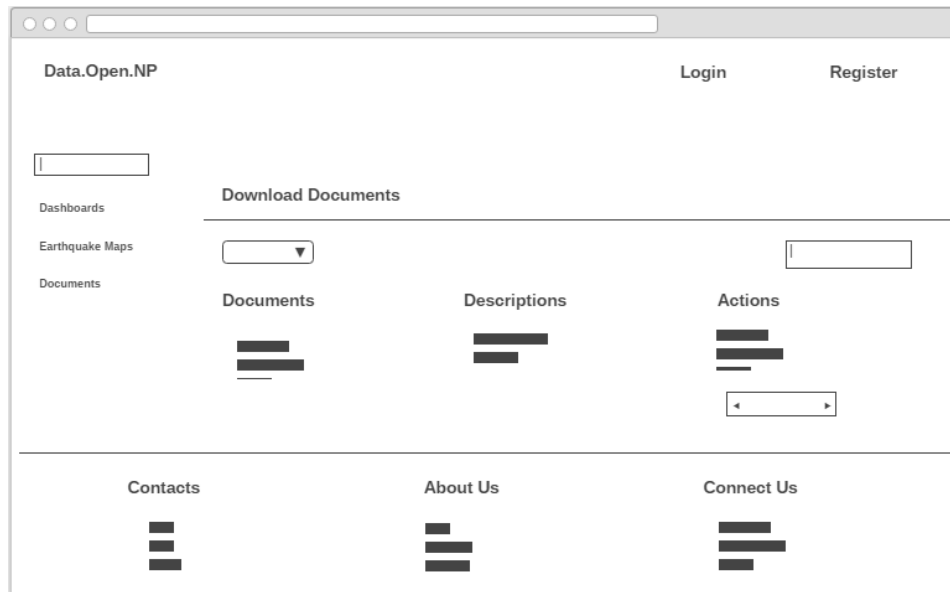 Data.Open.NP
Login
Register
Download Documents
Dashboards
Earthquake Maps
Documents
Documents
Descriptions
Actions
Contacts
About Us
Connect Us